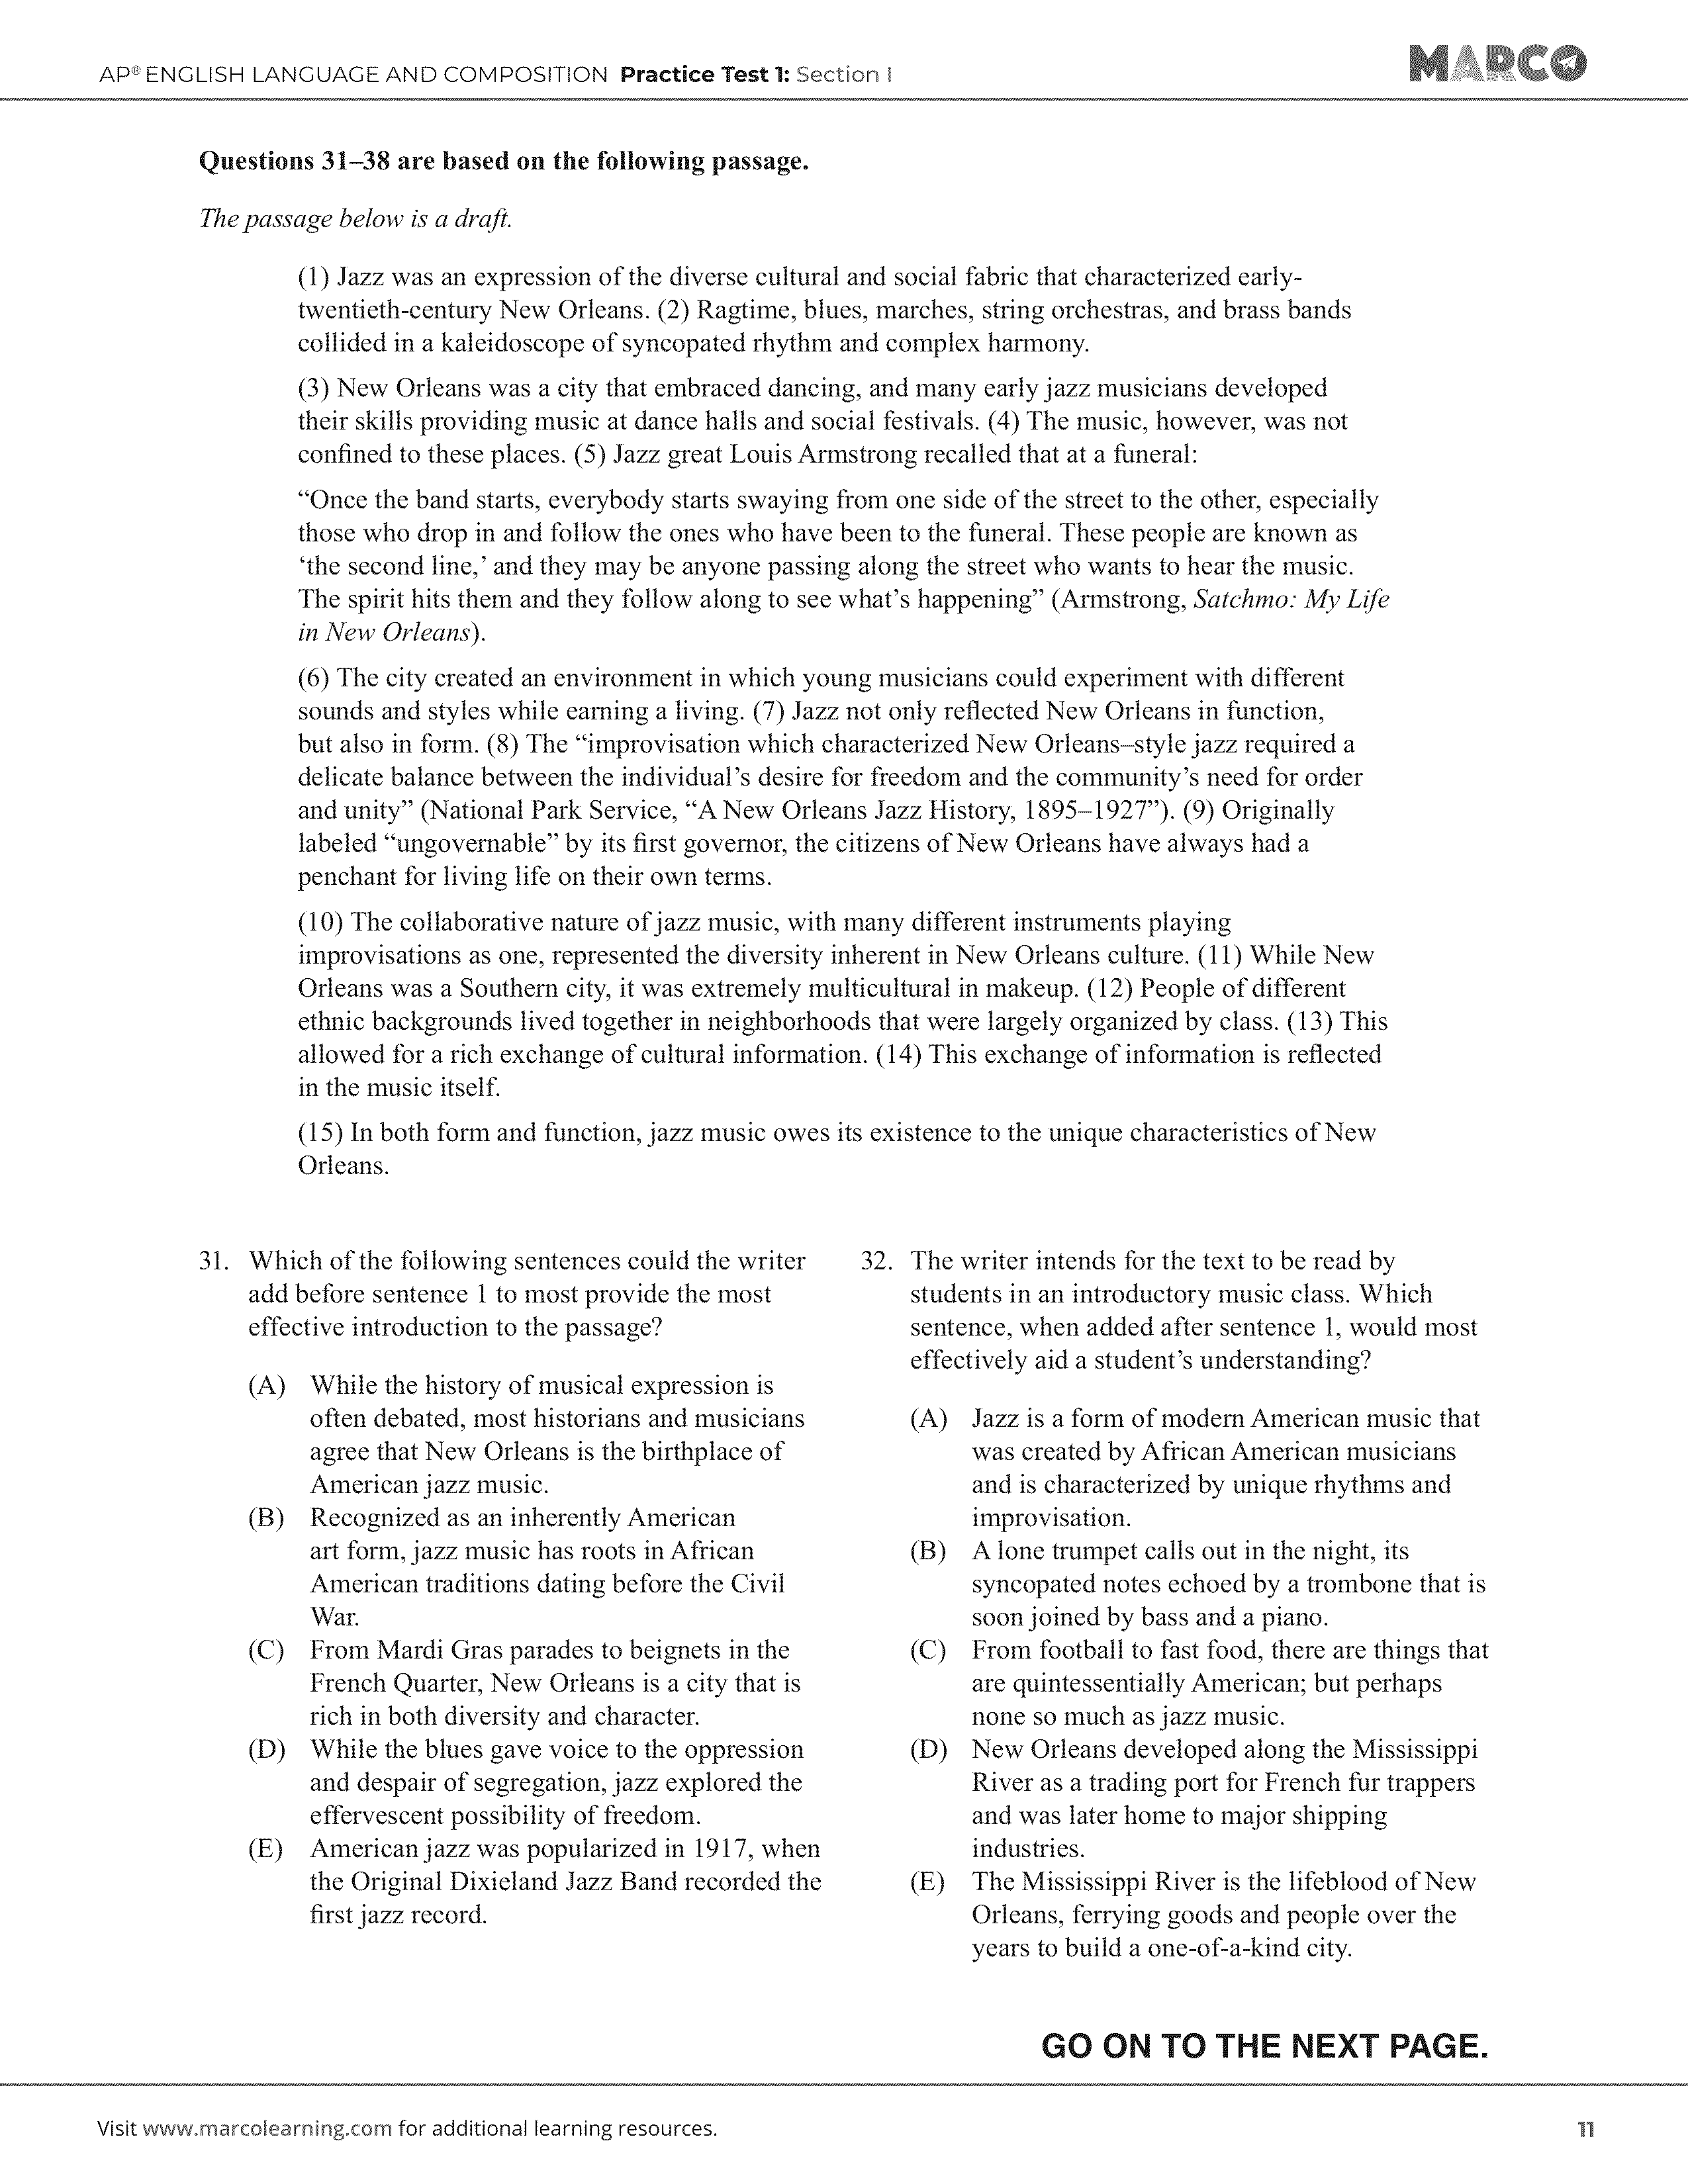 AP® ENGLISH LANGUAGE AND COMPOSITION Practice Test 1: Section I
MARCO
Questions 31–38 are based on the following passage.
The passage below is a draft.
(1) Jazz was an expression of the diverse cultural and social fabric that characterized early-
twentieth-century New Orleans. (2) Ragtime, blues, marches, string orchestras, and brass bands
collided in a kaleidoscope of syncopated rhythm and complex harmony.
(3) New Orleans was a city that embraced dancing, and many early jazz musicians developed
their skills providing music at dance halls and social festivals. (4) The music, however, was not
confined to these places. (5) Jazz great Louis Armstrong recalled that at a funeral:
“Once the band starts, everybody starts swaying from one side of the street to the other, especially
those who drop in and follow the ones who have been to the funeral. These people are known as
‘the second line,’ and they may be anyone passing along the street who wants to hear the music.
The spirit hits them and they follow along to see what’s happening” (Armstrong, Satchmo: My Life
in New Orleans).
(6) The city created an environment in which young musicians could experiment with different
sounds and styles while earning a living. (7) Jazz not only reflected New Orleans in function,
but also in form. (8) The “improvisation which characterized New Orleans–style jazz required a
delicate balance between the individual’s desire for freedom and the community’s need for order
and unity” (National Park Service, “A New Orleans Jazz History, 1895–1927”). (9) Originally
labeled “ungovernable” by its first governor, the citizens of New Orleans have always had a
penchant for living life on their own terms.
(10) The collaborative nature of jazz music, with many different instruments playing
improvisations as one, represented the diversity inherent in New Orleans culture. (11) While New
Orleans was a Southern city, it was extremely multicultural in makeup. (12) People of different
ethnic backgrounds lived together in neighborhoods that were largely organized by class. (13) This
allowed for a rich exchange of cultural information. (14) This exchange of information is reflected
in the music itself.
(15) In both form and function, jazz music owes its existence to the unique characteristics of New
Orleans.
31. Which of the following sentences could the writer
add before sentence 1 to most provide the most
effective introduction to the passage?
(A) While the history of musical expression is
often debated, most historians and musicians
agree that New Orleans is the birthplace of
American jazz music.
(B) Recognized as an inherently American
art form, jazz music has roots in African
American traditions dating before the Civil
War.
(C) From Mardi Gras parades to beignets in the
French Quarter, New Orleans is a city that is
rich in both diversity and character.
(D) While the blues gave voice to the oppression
and despair of segregation, jazz explored the
effervescent possibility of freedom.
(E) American jazz was popularized in 1917, when
the Original Dixieland Jazz Band recorded the
first jazz record.
32. The writer intends for the text to be read by
students in an introductory music class. Which
sentence, when added after sentence 1, would most
effectively aid a student’s understanding?
(A) Jazz is a form of modern American music that
was created by African American musicians
and is characterized by unique rhythms and
improvisation.
(B) A lone trumpet calls out in the night, its
syncopated notes echoed by a trombone that is
soon joined by bass and a piano.
(C) From football to fast food, there are things that
are quintessentially American; but perhaps
none so much as jazz music.
(D) New Orleans developed along the Mississippi
River as a trading port for French fur trappers
and was later home to major shipping
industries.
(E) The Mississippi River is the lifeblood of New
Orleans, ferrying goods and people over the
years to build a one-of-a-kind city.
GO ON TO THE NEXT PAGE.
Visit www.marcolearning.com for additional learning resources.
11